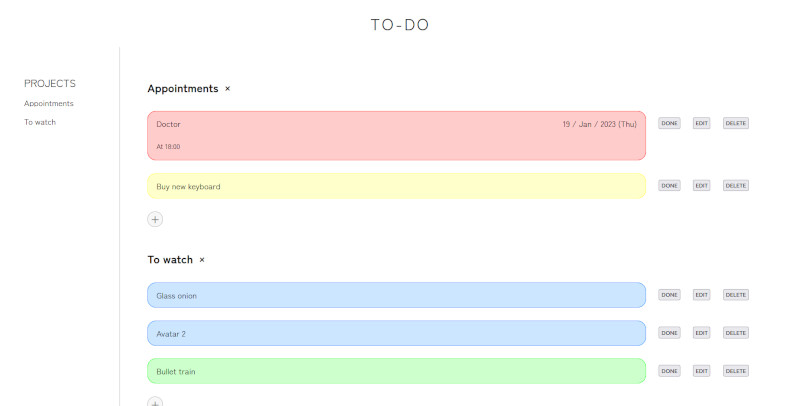 TO-DO
PROJECTS
Appointments
To watch
Appointments ×
Doctor 19 / Jan / 2023 (Thu) DONE EDIT DELETE
At 18:00
Buy new keyboard DONE EDIT DELETE
+
To watch ×
Glass onion DONE EDIT DELETE
Avatar 2 DONE EDIT DELETE
Bullet train DONE EDIT DELETE
+